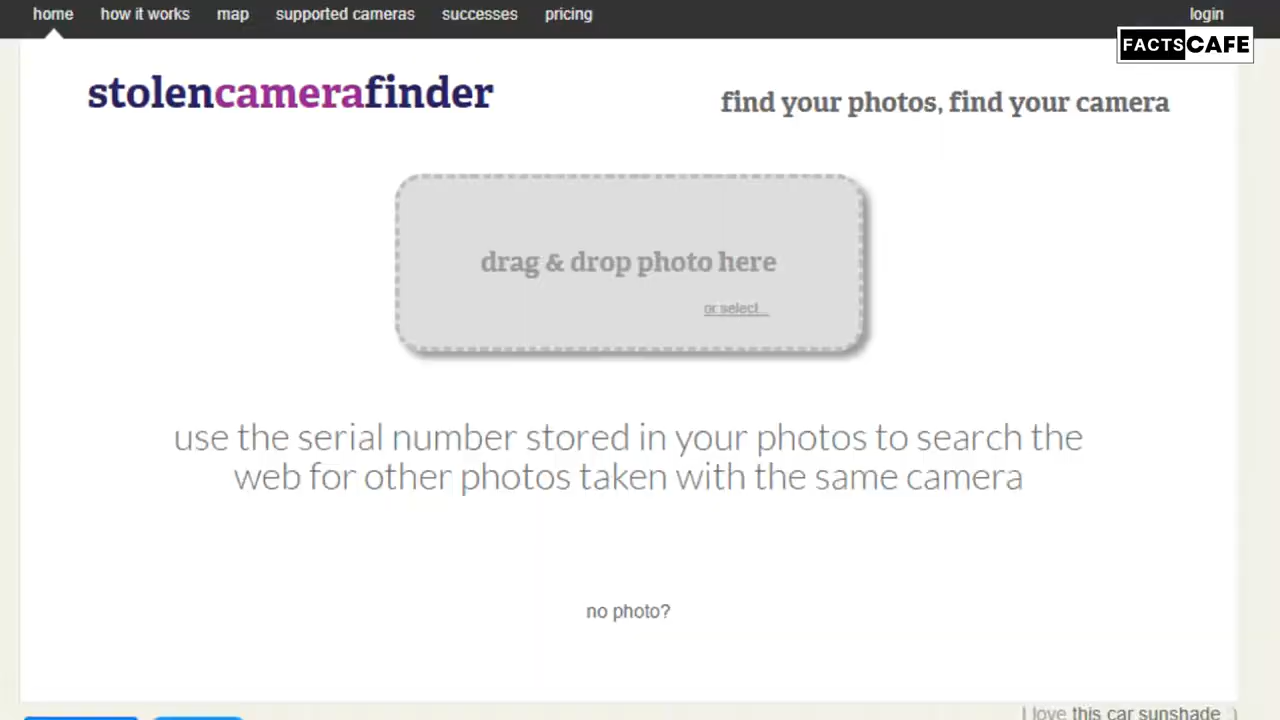 home how it works map supported cameras successes pricing login
FACTSCAFE
stolencamerafinder
find your photos, find your camera
drag & drop photo here
or select...
use the serial number stored in your photos to search the
web for other photos taken with the same camera
no photo?
I love this car sunshade :)